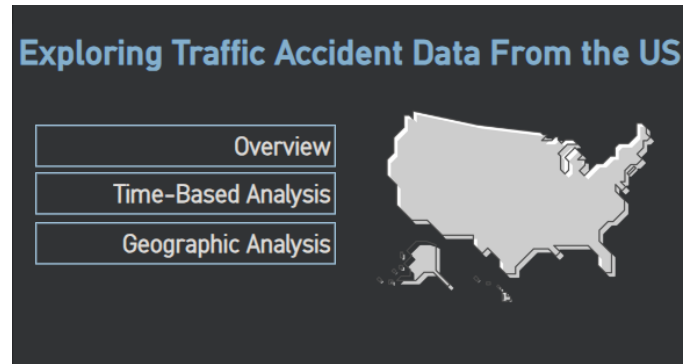 Exploring Traffic Accident Data From the US
Overview
Time-Based Analysis
Geographic Analysis